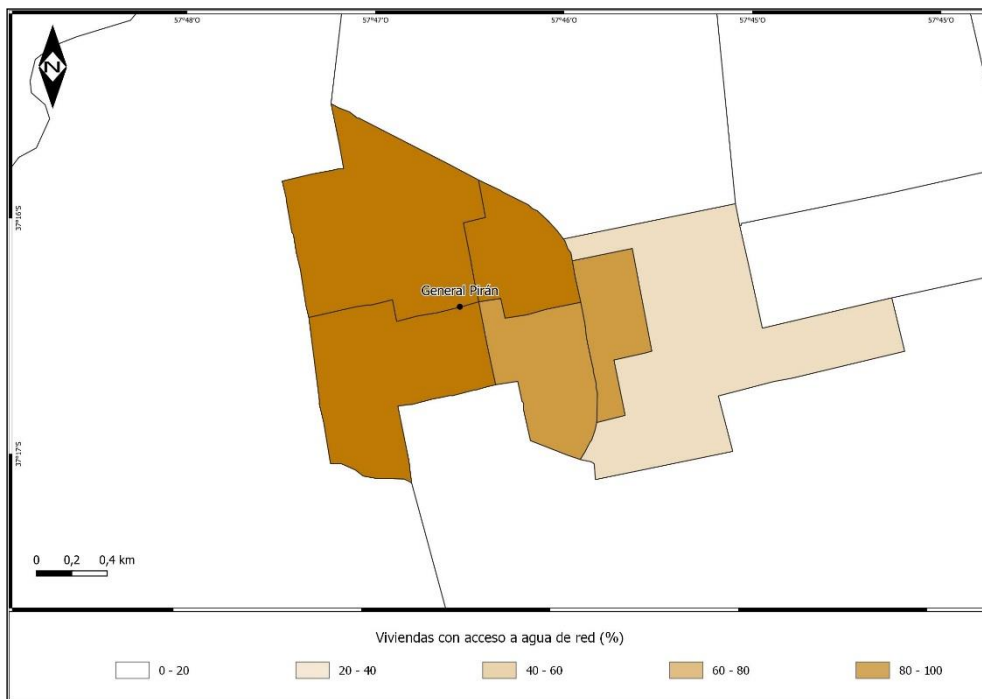 57°48'O 57°47'O 57°46'O 57°45'O 57°45'O
N
37°16'S
General Pirán
37°17'S
0 0,2 0,4 km
Viviendas con acceso a agua de red (%)
0 - 20 20 - 40 40 - 60 60 - 80 80 - 100